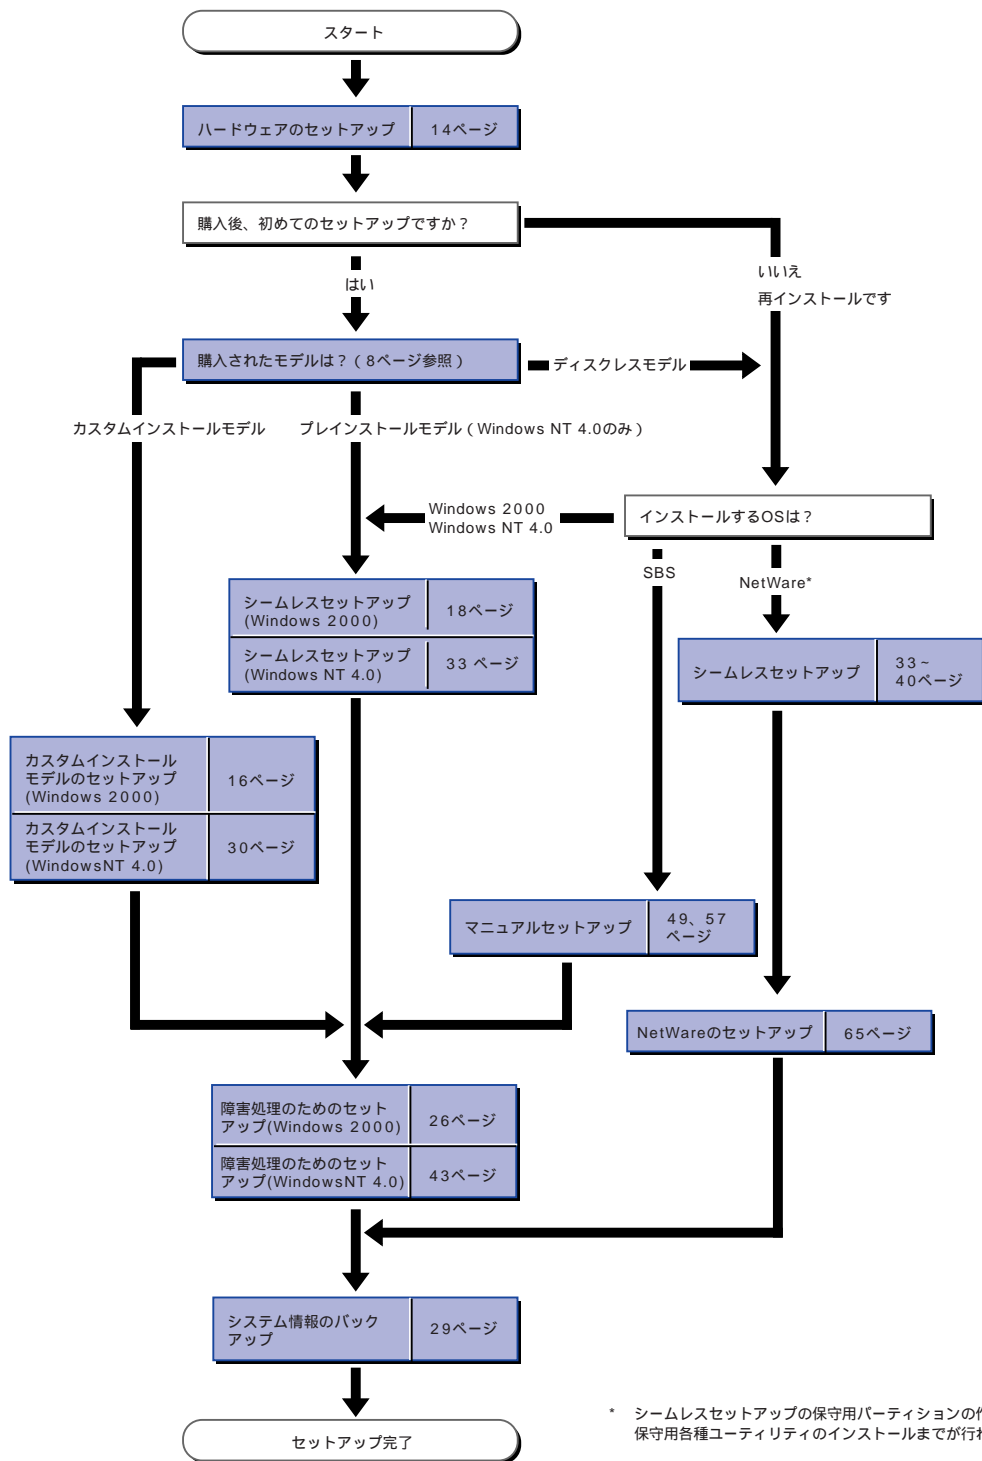 スタート
ハードウェアのセットアップ
14ページ
購入後、初めてのセットアップですか？
はい
いいえ
再インストールです
購入されたモデルは？（8ページ参照）
ディスクレスモデル
カスタムインストールモデル
プレインストールモデル（Windows NT 4.0のみ）
インストールするOSは？
Windows 2000
Windows NT 4.0
SBS
NetWare*
シームレスセットアップ
(Windows 2000)
18ページ
シームレスセットアップ
(Windows NT 4.0)
33 ページ
シームレスセットアップ
33～
40ページ
カスタムインストール
モデルのセットアップ
(Windows 2000)
16ページ
カスタムインストール
モデルのセットアップ
(WindowsNT 4.0)
30ページ
マニュアルセットアップ
49、57
ページ
NetWareのセットアップ
65ページ
障害処理のためのセット
アップ(Windows 2000)
26ページ
障害処理のためのセット
アップ(WindowsNT 4.0)
43ページ
システム情報のバック
アップ
29ページ
セットアップ完了
* シームレスセットアップの保守用パーティションの
保守用各種ユーティリティのインストールまでが